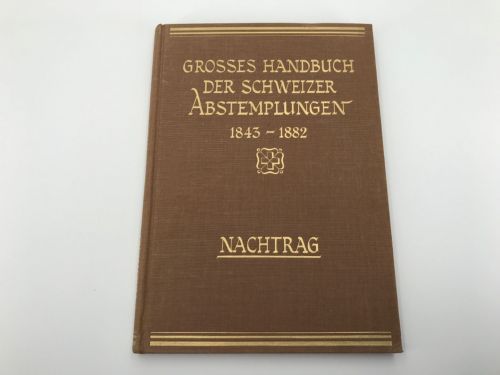 GROSSES HANDBUCH
DER SCHWEIZER
ABSTEMPLUNGEN
1843 - 1882
NACHTRAG